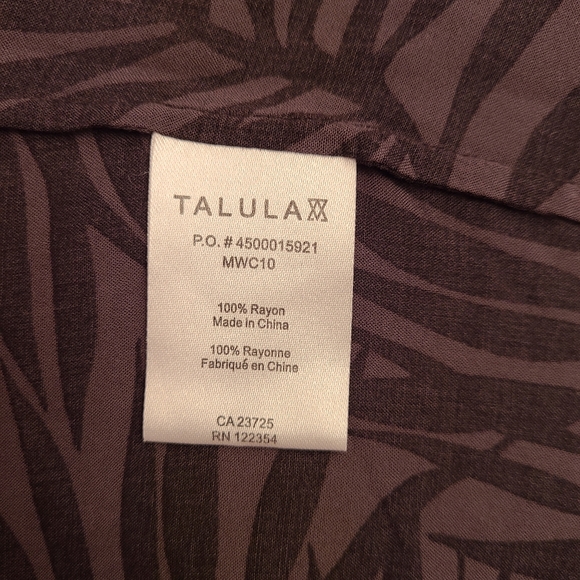 TALULA
P.O. # 4500015921
MWC10
100% Rayon
Made in China
100% Rayonne
Fabriqué en Chine
CA 23725
RN 122354